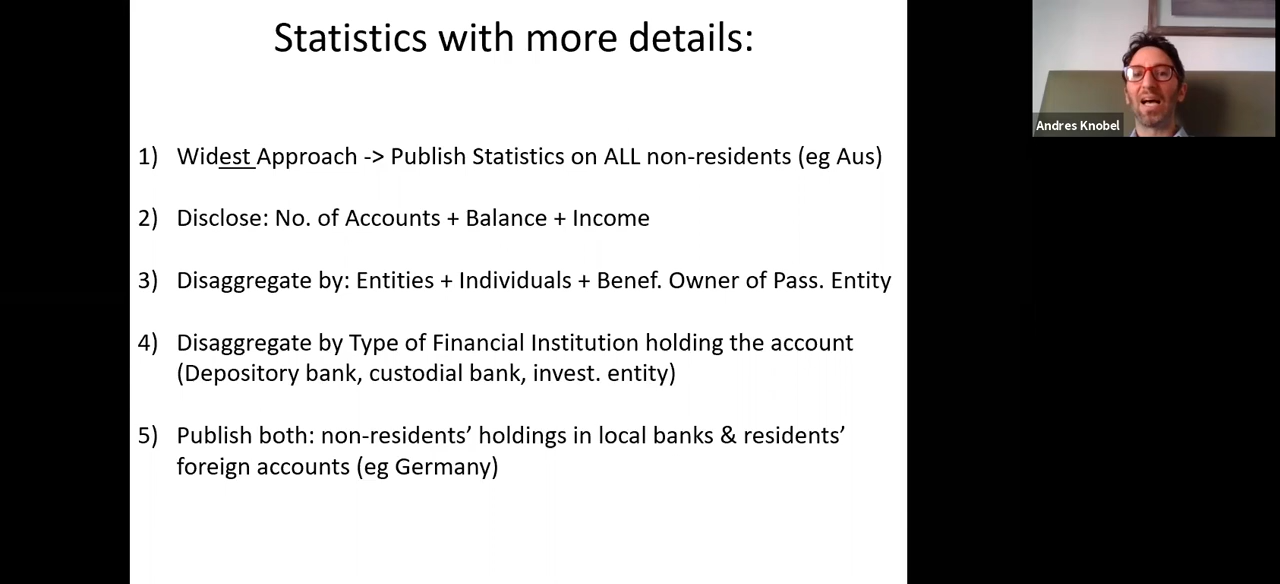 Statistics with more details:
1) Widest Approach -> Publish Statistics on ALL non-residents (eg Aus)
2) Disclose: No. of Accounts + Balance + Income
3) Disaggregate by: Entities + Individuals + Benef. Owner of Pass. Entity
4) Disaggregate by Type of Financial Institution holding the account
(Depository bank, custodial bank, invest. entity)
5) Publish both: non-residents’ holdings in local banks & residents’
foreign accounts (eg Germany)
Andres Knobel